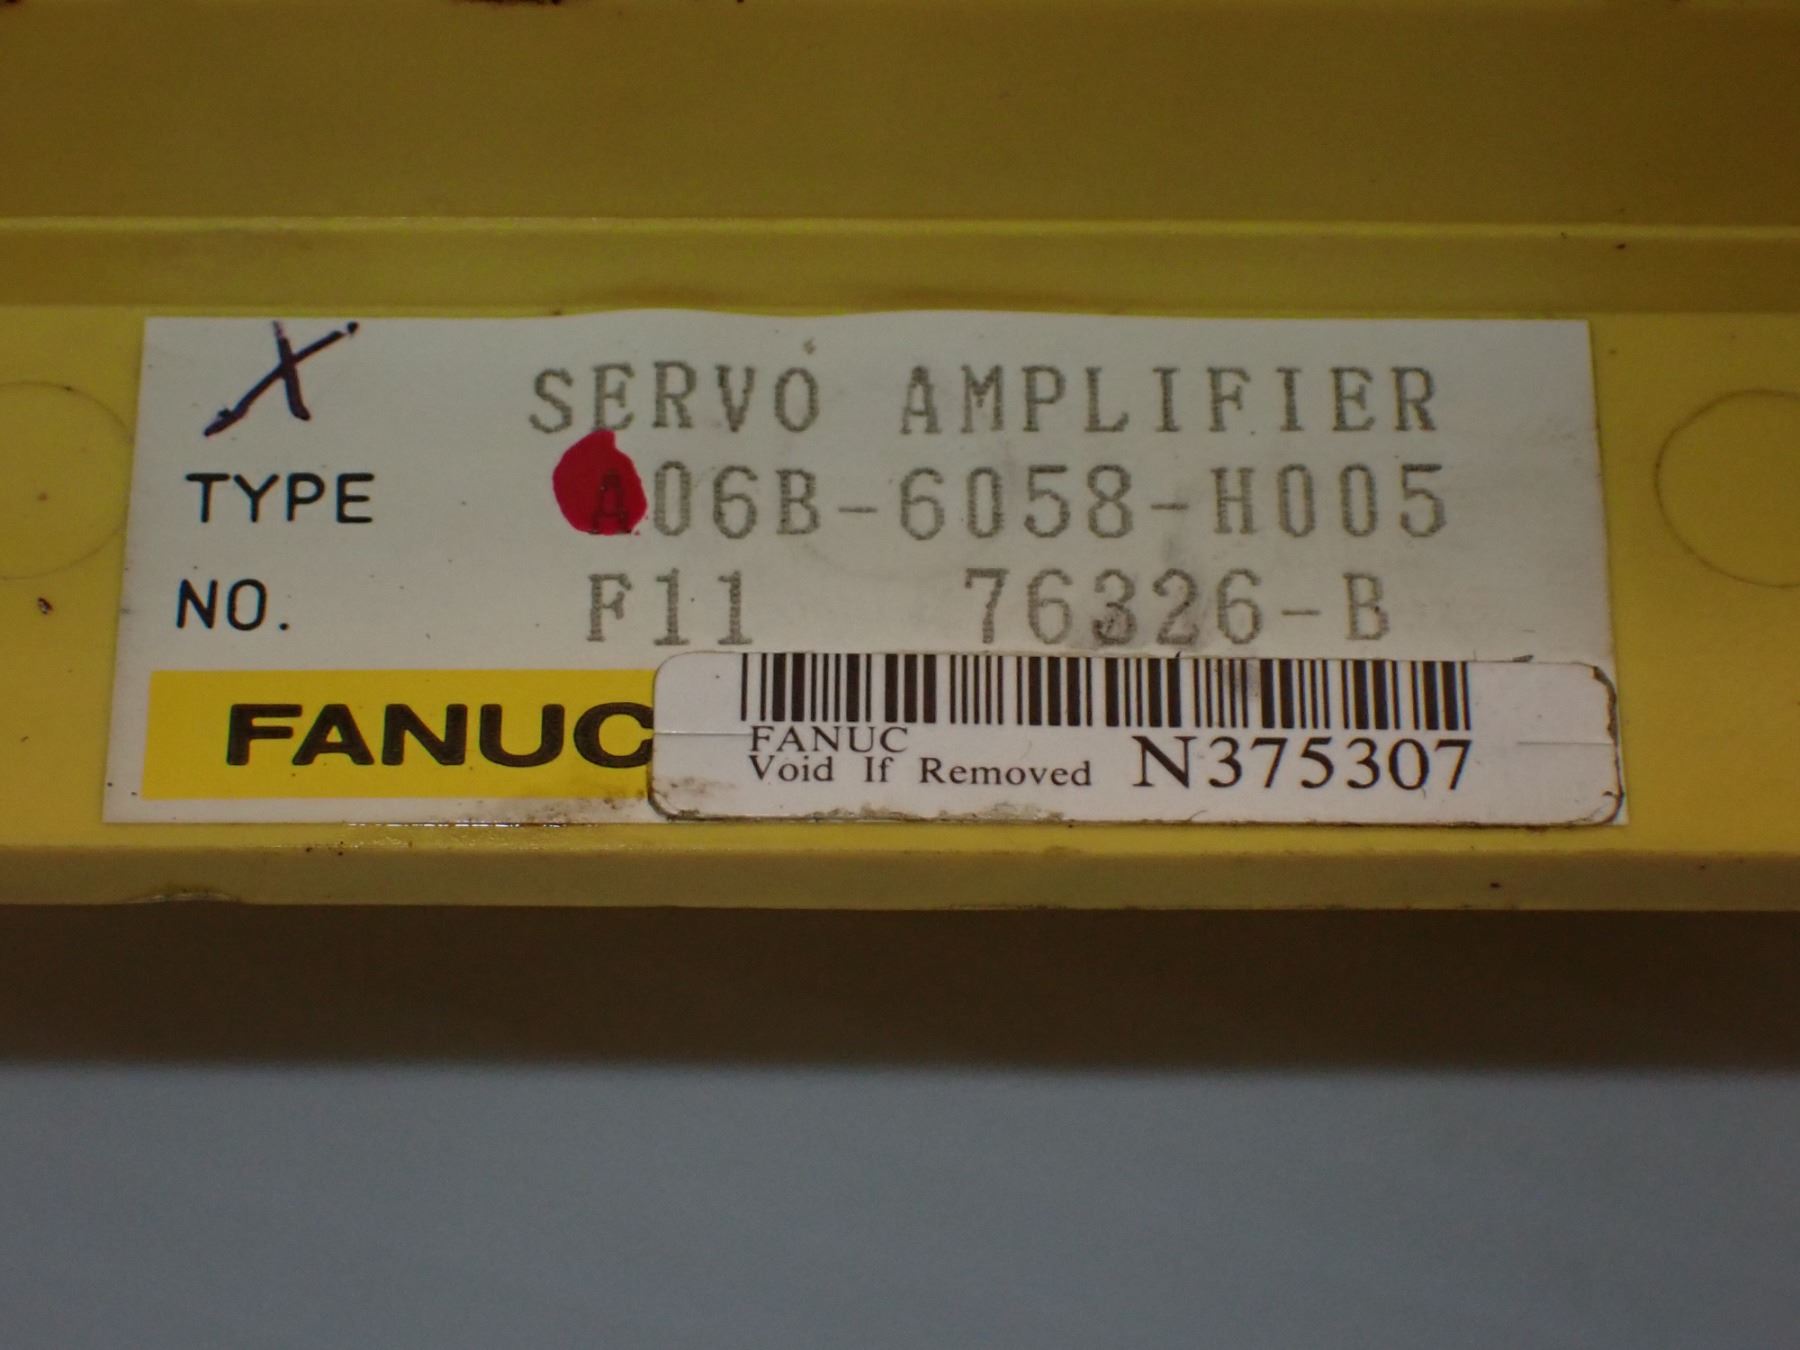 X
SERVO AMPLIFIER
TYPE A06B-6058-H005
NO. F11 76326-B
FANUC
FANUC
Void If Removed N375307